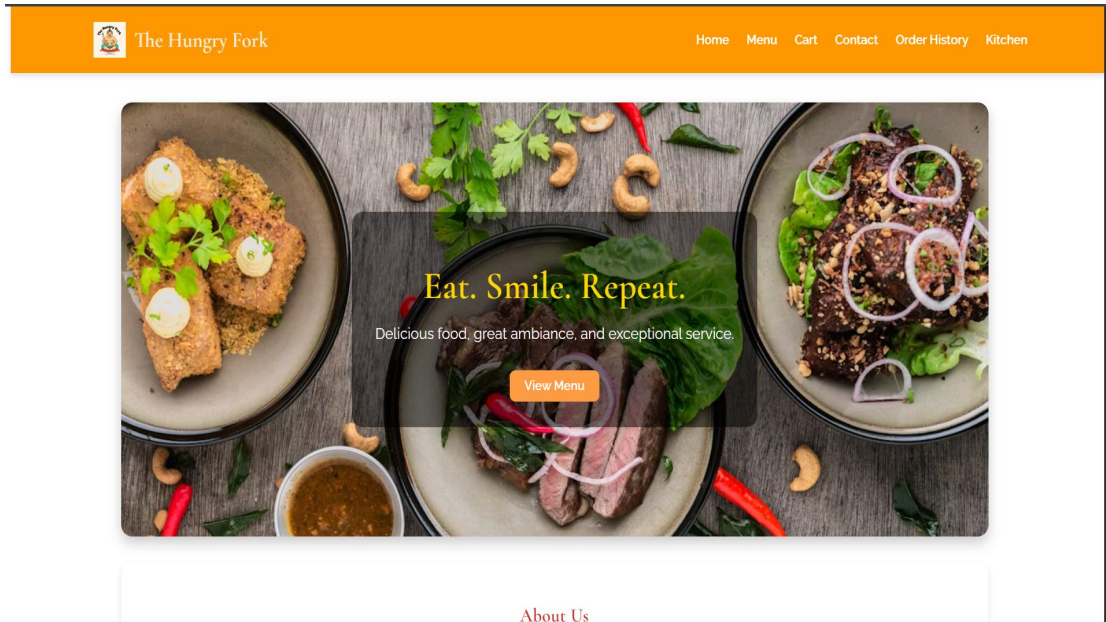 The Hungry Fork
Home Menu Cart Contact Order History Kitchen
Eat. Smile. Repeat.
Delicious food, great ambiance, and exceptional service.
View Menu
About Us